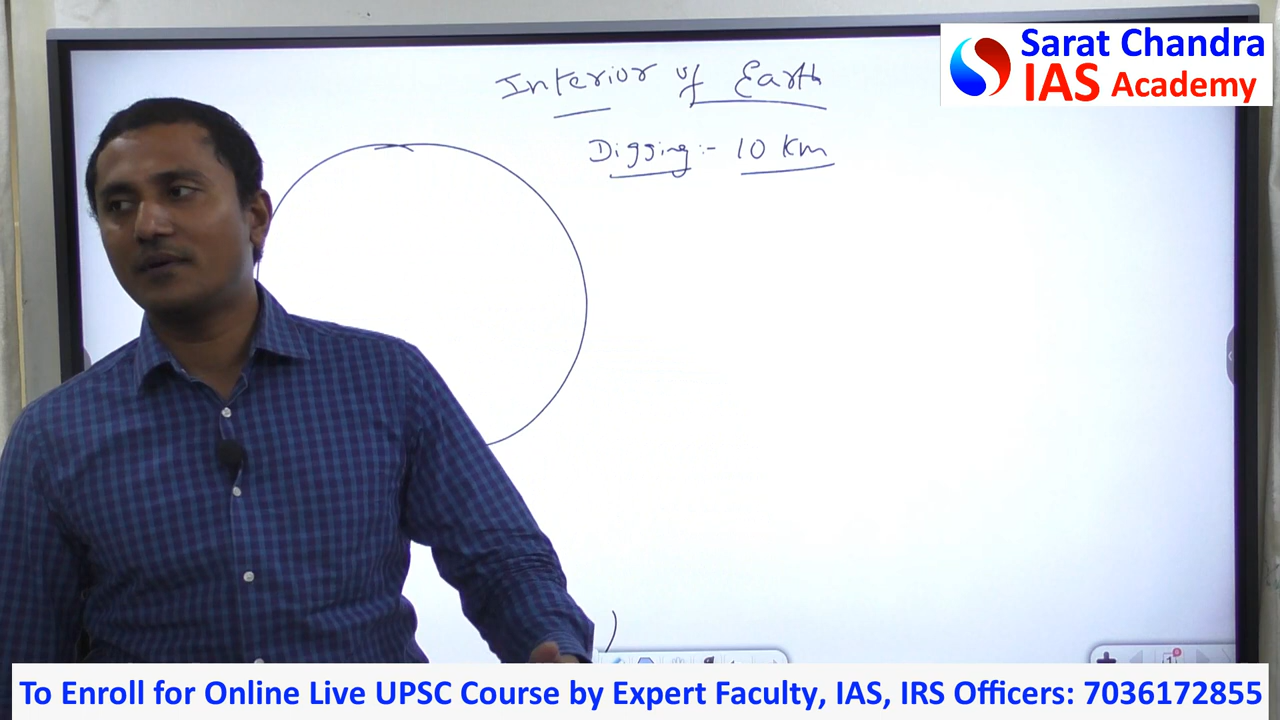 Sarat Chandra
IAS Academy
Interior of Earth
Digging:- 10 Km
To Enroll for Online Live UPSC Course by Expert Faculty, IAS, IRS Officers: 7036172855